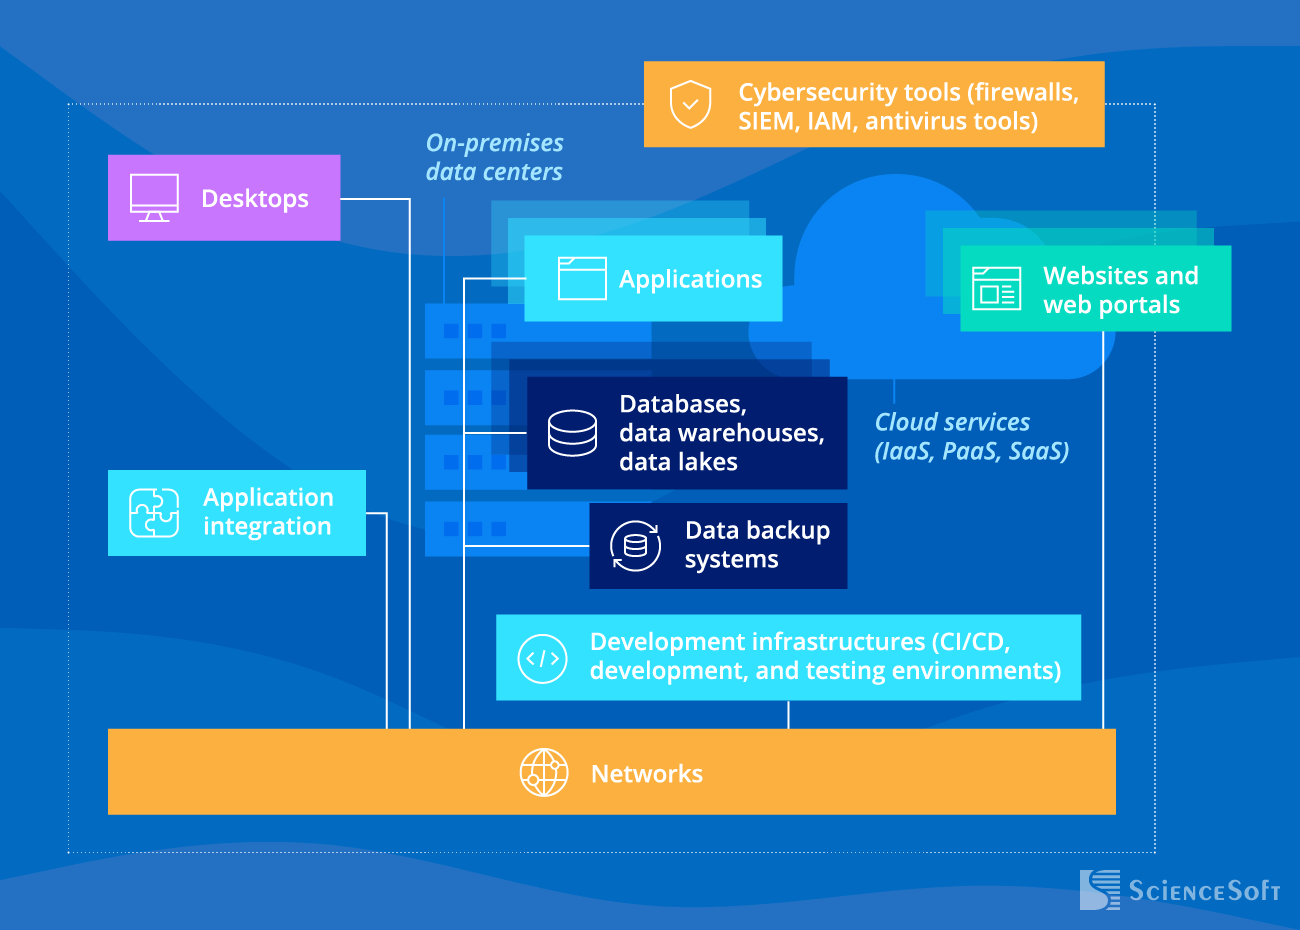 Cybersecurity tools (firewalls,
SIEM, IAM, antivirus tools)
On-premises
data centers
Desktops
Applications
Websites and
web portals
Databases,
data warehouses,
data lakes
Cloud services
(IaaS, PaaS, SaaS)
Application
integration
Data backup
systems
Development infrastructures (CI/CD,
development, and testing environments)
Networks
ScienceSoft